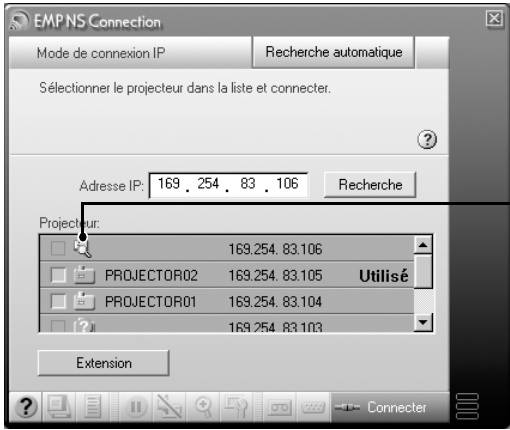 EMP NS Connection
Mode de connexion IP
Recherche automatique
Sélectionner le projecteur dans la liste et connecter.
?
Adresse IP: 169 . 254 . 83 . 106 Recherche
Projecteur:
169.254. 83.106
PROJECTOR02 169.254. 83.105 Utilisé
PROJECTOR01 169.254. 83.104
169.254. 83.103
Extension
? Connecter